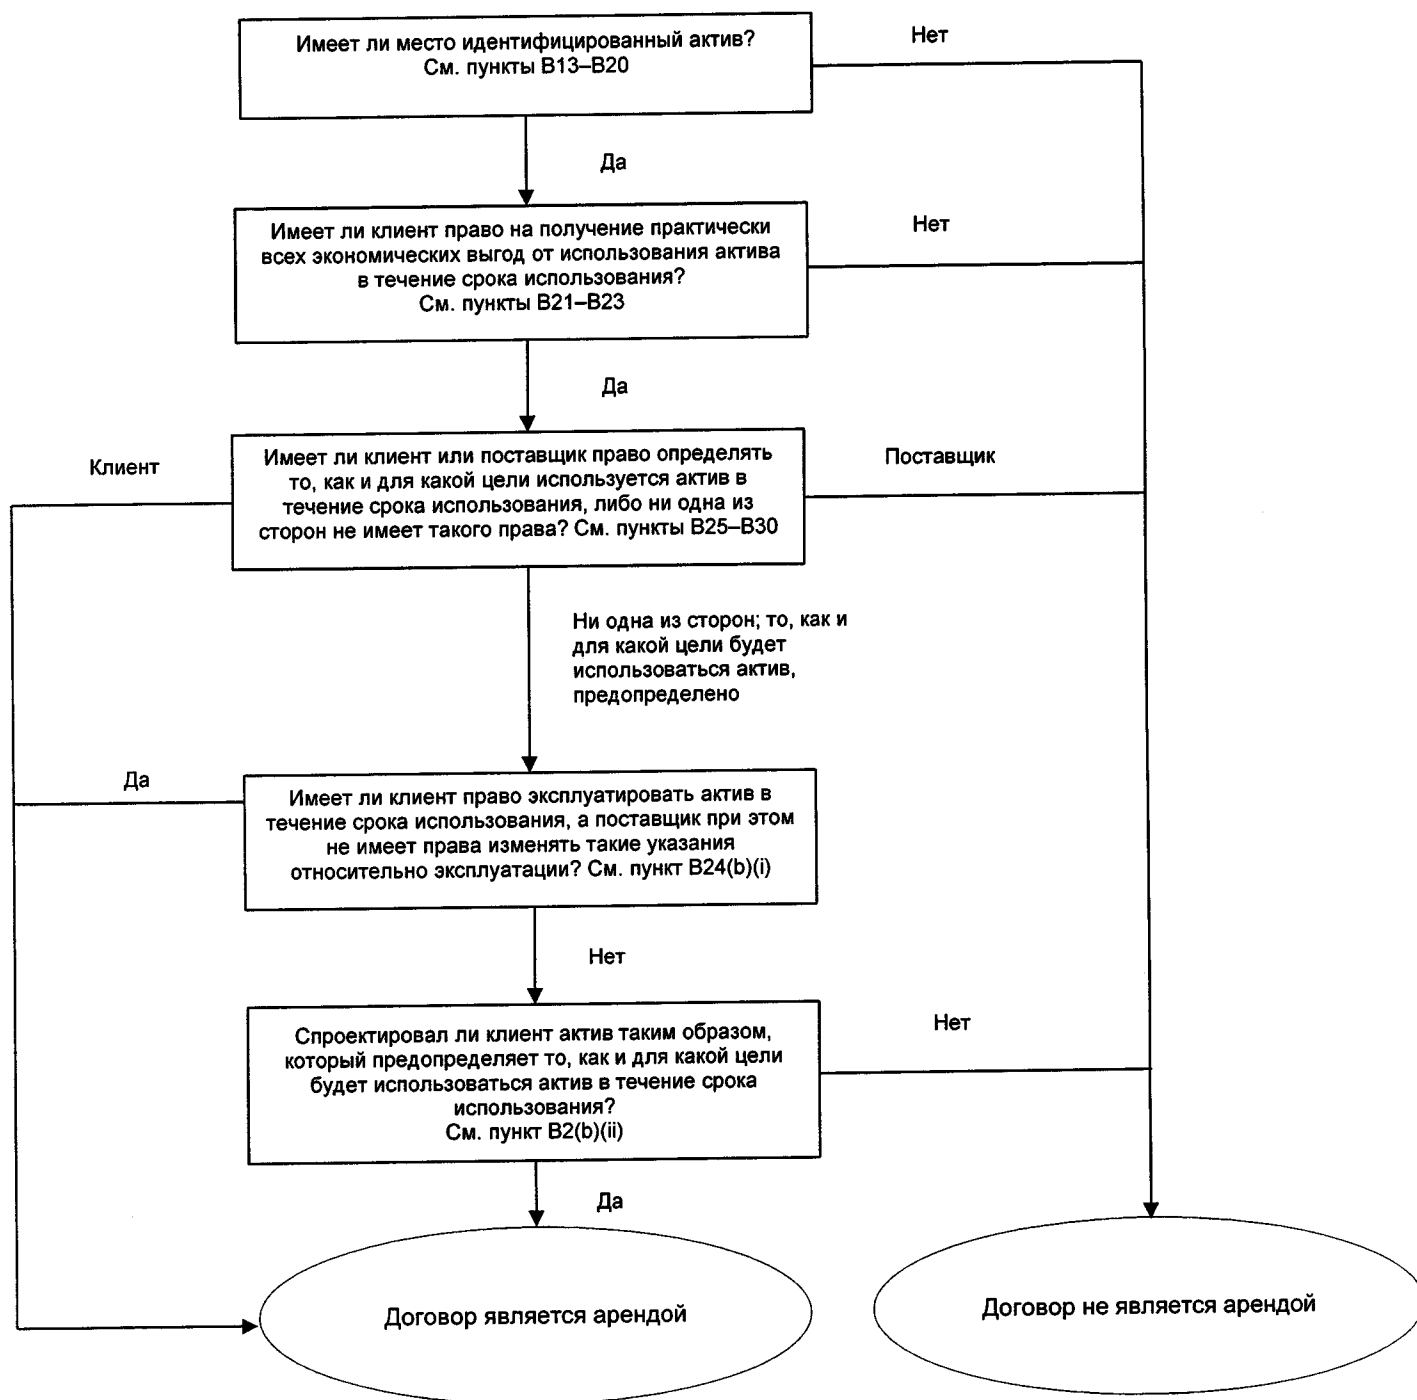 Имеет ли место идентифицированный актив?
См. пункты B13–B20
Нет
Да
Имеет ли клиент право на получение практически
всех экономических выгод от использования актива
в течение срока использования?
См. пункты B21–B23
Нет
Да
Клиент
Имеет ли клиент или поставщик право определять
то, как и для какой цели используется актив в
течение срока использования, либо ни одна из
сторон не имеет такого права? См. пункты B25–B30
Поставщик
Ни одна из сторон; то, как и
для какой цели будет
использоваться актив,
предопределено
Да
Имеет ли клиент право эксплуатировать актив в
течение срока использования, а поставщик при этом
не имеет права изменять такие указания
относительно эксплуатации? См. пункт B24(b)(i)
Нет
Спроектировал ли клиент актив таким образом,
который предопределяет то, как и для какой цели
будет использоваться актив в течение срока
использования?
См. пункт B2(b)(ii)
Нет
Да
Договор является арендой
Договор не является арендой